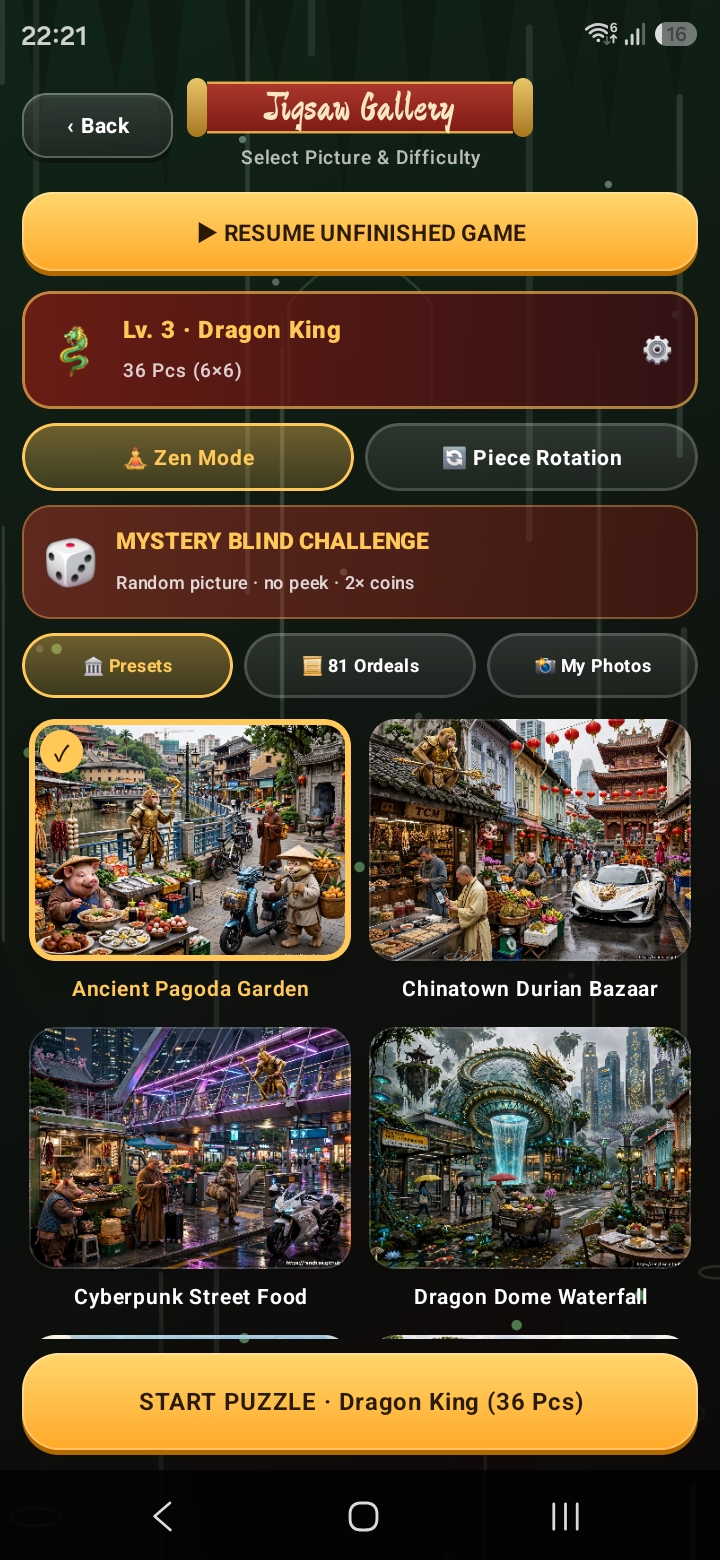 22:21
6
16
‹ Back
Jigsaw Gallery
Select Picture & Difficulty
▶ RESUME UNFINISHED GAME
Lv. 3 · Dragon King
36 Pcs (6×6)
Zen Mode
Piece Rotation
MYSTERY BLIND CHALLENGE
Random picture · no peek · 2× coins
Presets
81 Ordeals
My Photos
✓
TCM
Ancient Pagoda Garden
Chinatown Durian Bazaar
Cyberpunk Street Food
Dragon Dome Waterfall
START PUZZLE · Dragon King (36 Pcs)